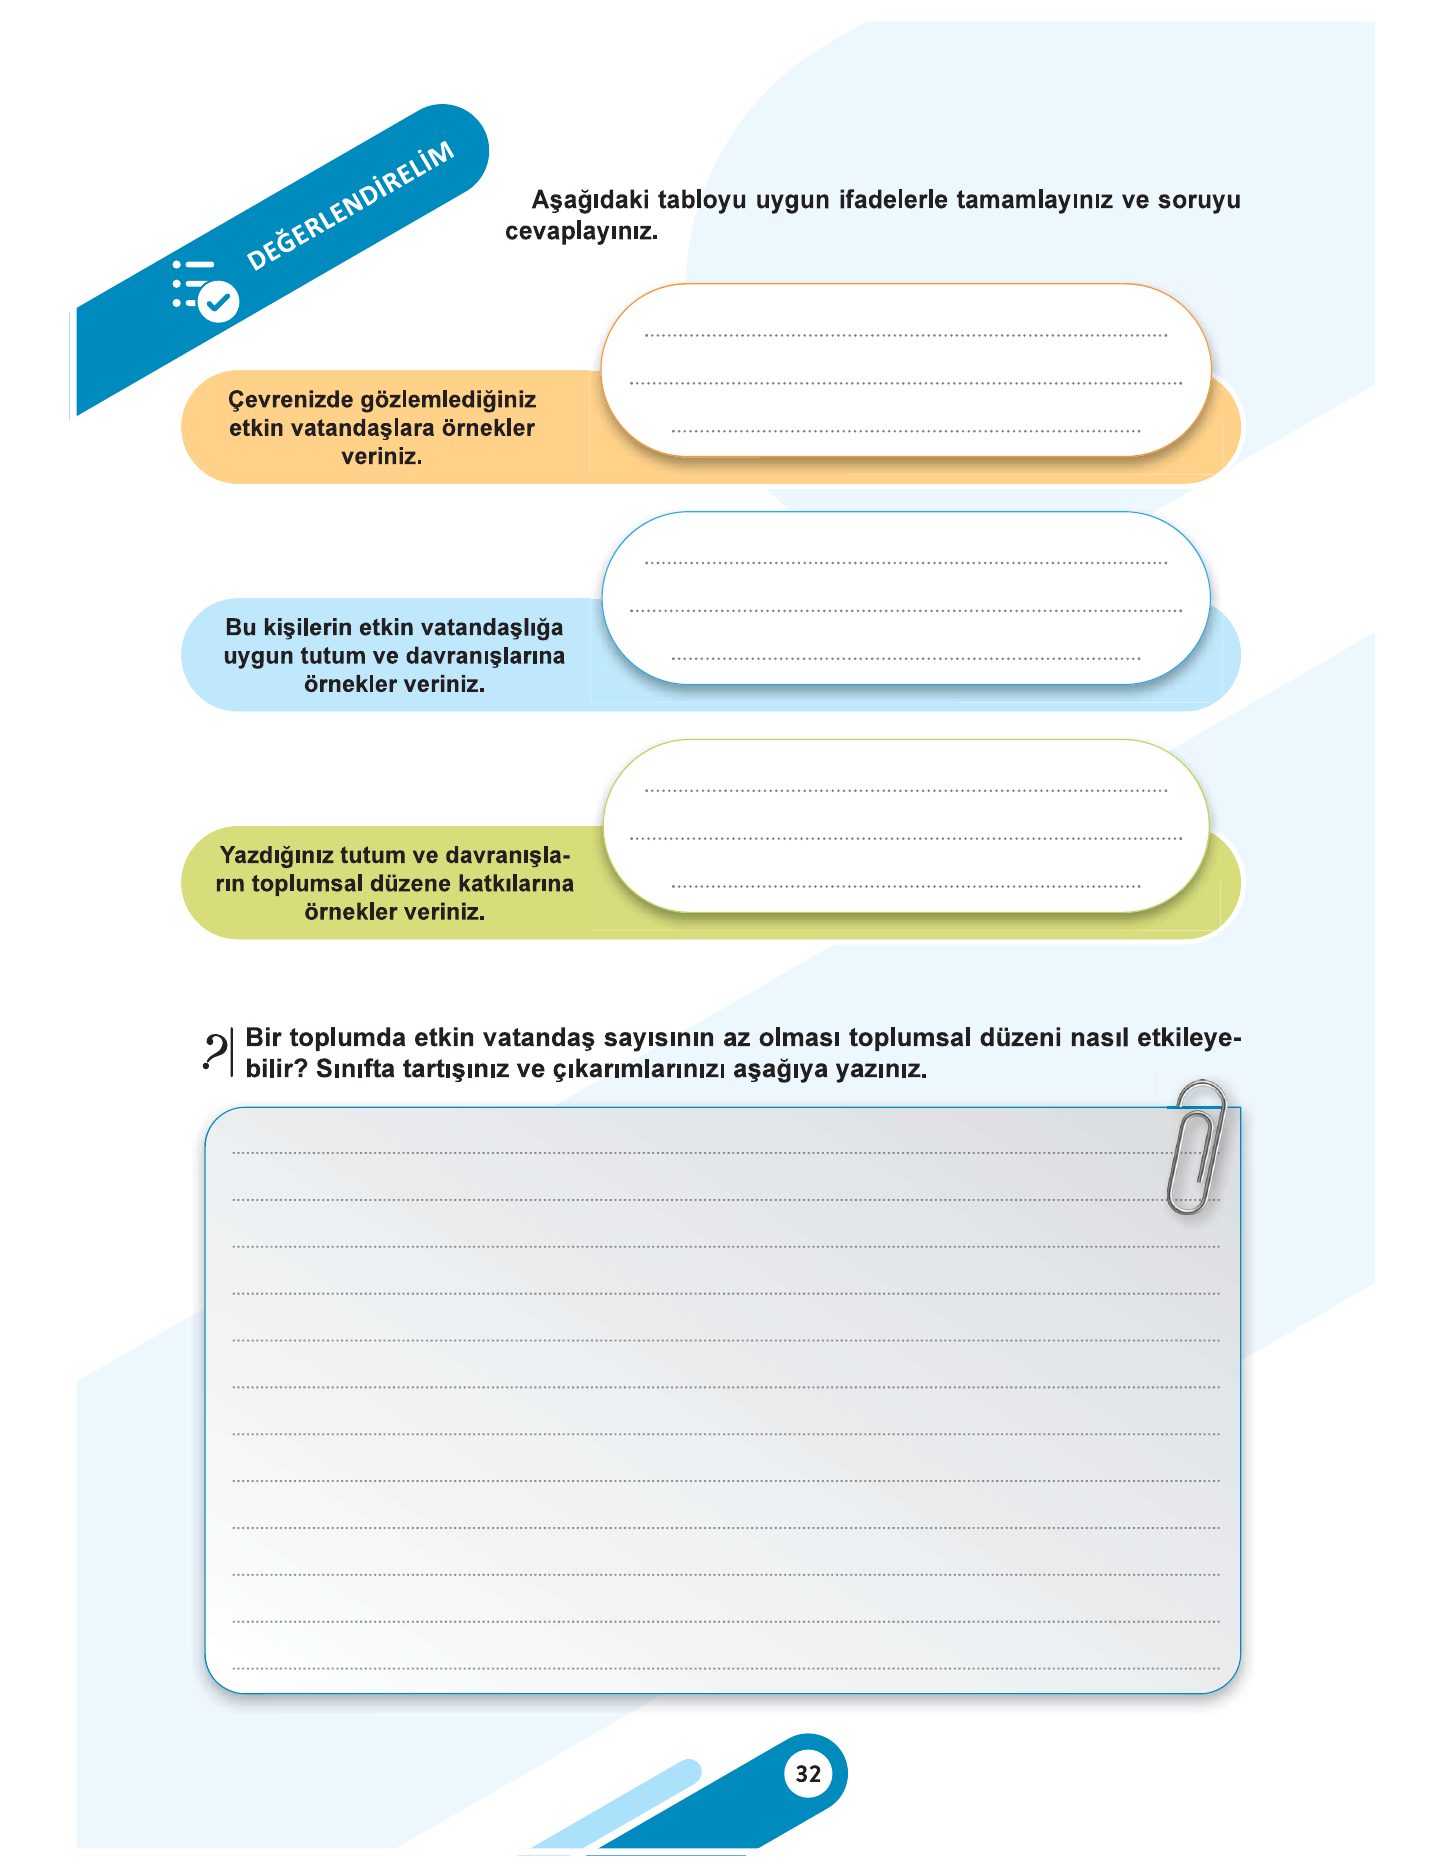 DEĞERLENDİRELİM
Aşağıdaki tabloyu uygun ifadelerle tamamlayınız ve soruyu
cevaplayınız.
Çevrenizde gözlemlediğiniz
etkin vatandaşlara örnekler
veriniz.
Bu kişilerin etkin vatandaşlığa
uygun tutum ve davranışlarına
örnekler veriniz.
Yazdığınız tutum ve davranışla-
rın toplumsal düzene katkılarına
örnekler veriniz.
? Bir toplumda etkin vatandaş sayısının az olması toplumsal düzeni nasıl etkileye-
bilir? Sınıfta tartışınız ve çıkarımlarınızı aşağıya yazınız.
32